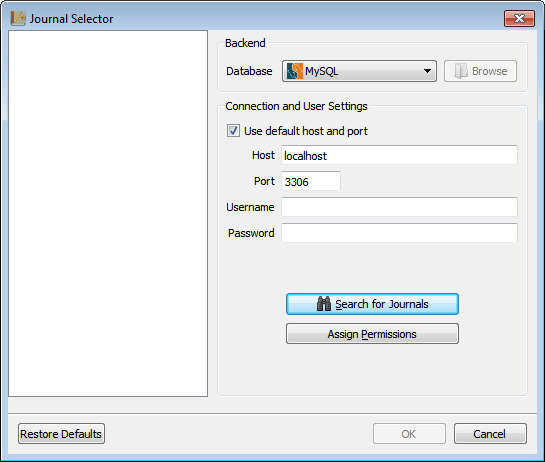 Journal Selector
Backend
Database MySQL Browse
Connection and User Settings
Use default host and port
Host localhost
Port 3306
Username
Password
Search for Journals
Assign Permissions
Restore Defaults OK Cancel